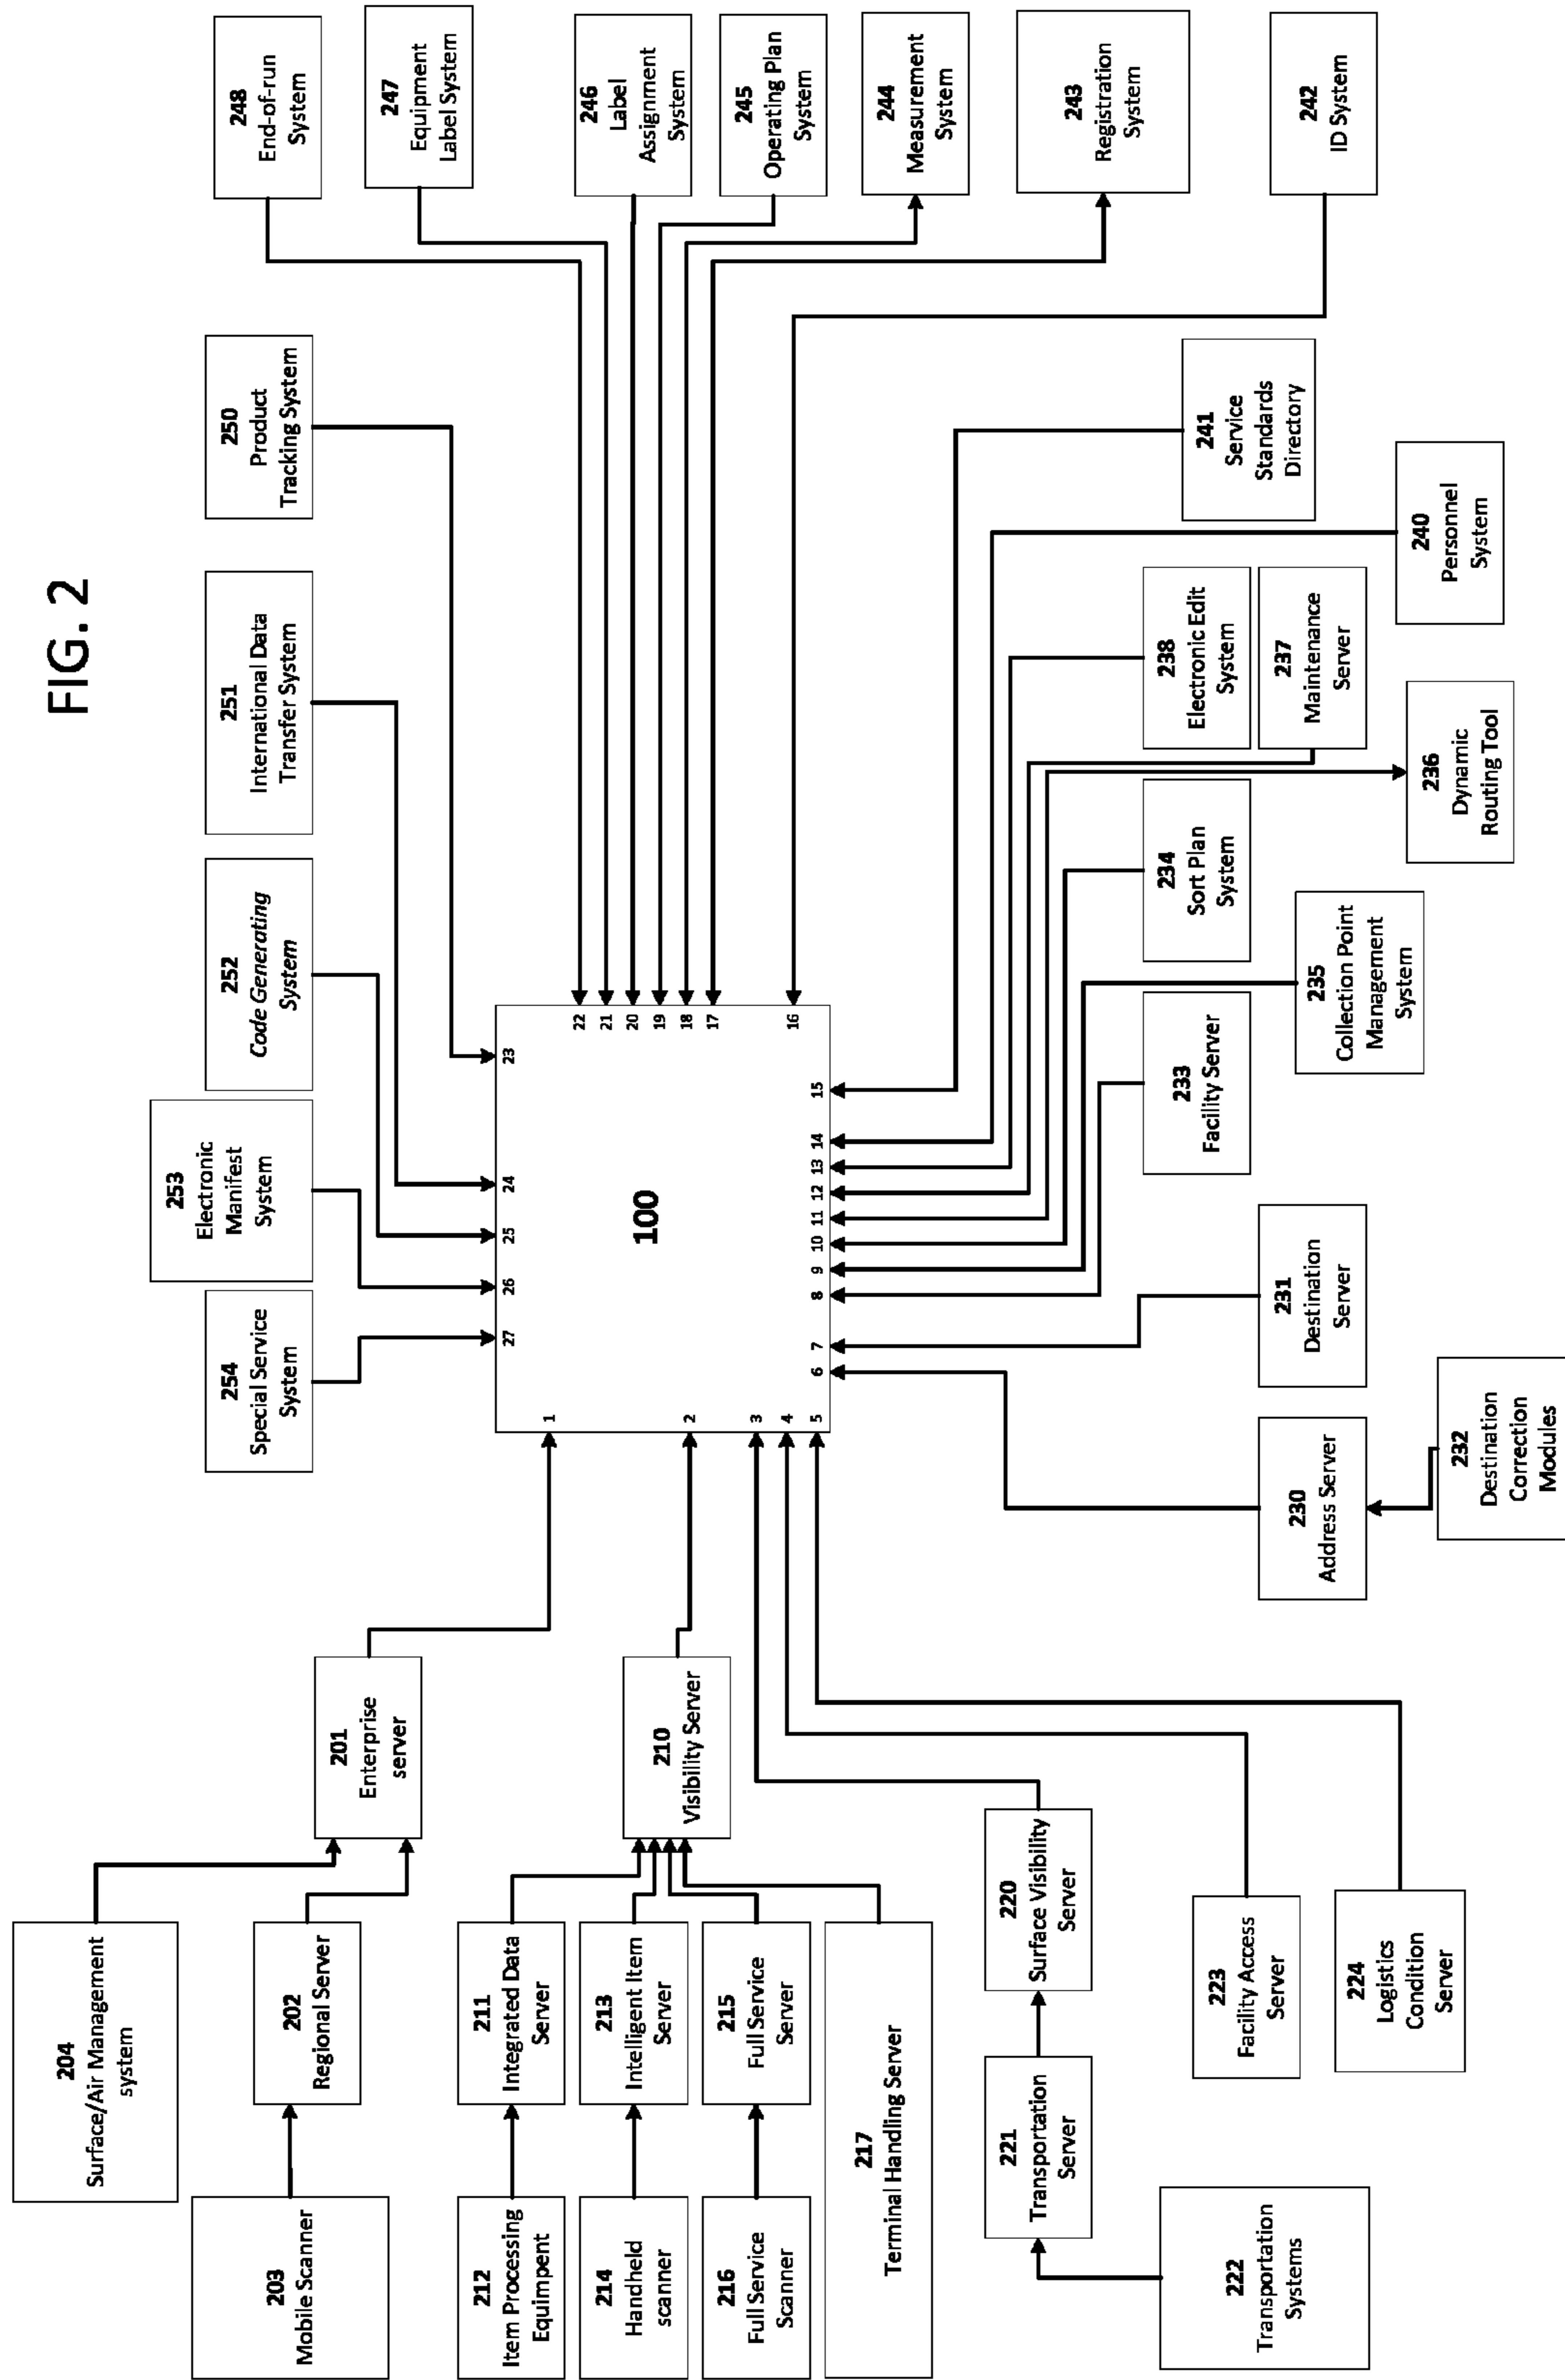 FIG. 2
204
Surface/Air Management
system
203
Mobile Scanner
202
Regional Server
201
Enterprise
server
212
Item Processing
Equimpent
211
Integrated Data
Server
214
Handheld
scanner
213
Intelligent Item
Server
216
Full Service
Scanner
215
Full Service
Server
217
Terminal Handling Server
210
Visibility Server
222
Transportation
Systems
221
Transportation
Server
220
Surface Visibility
Server
223
Facility Access
Server
224
Logistics
Condition
Server
254
Special Service
System
253
Electronic
Manifest
System
252
Code Generating
System
251
International Data
Transfer System
250
Product
Tracking System
248
End-of-run
System
247
Equipment
Label System
246
Label
Assignment
System
245
Operating Plan
System
244
Measurement
System
243
Registration
System
242
ID System
100
27
26
25
24
23
1
2
3
4
5
22
21
20
19
18
17
16
6
7
8
9
10
11
12
13
14
15
230
Address Server
232
Destination
Correction
Modules
231
Destination
Server
233
Facility Server
235
Collection Point
Management
System
234
Sort Plan
System
236
Dynamic
Routing Tool
238
Electronic Edit
System
237
Maintenance
Server
240
Personnel
System
241
Service
Standards
Directory